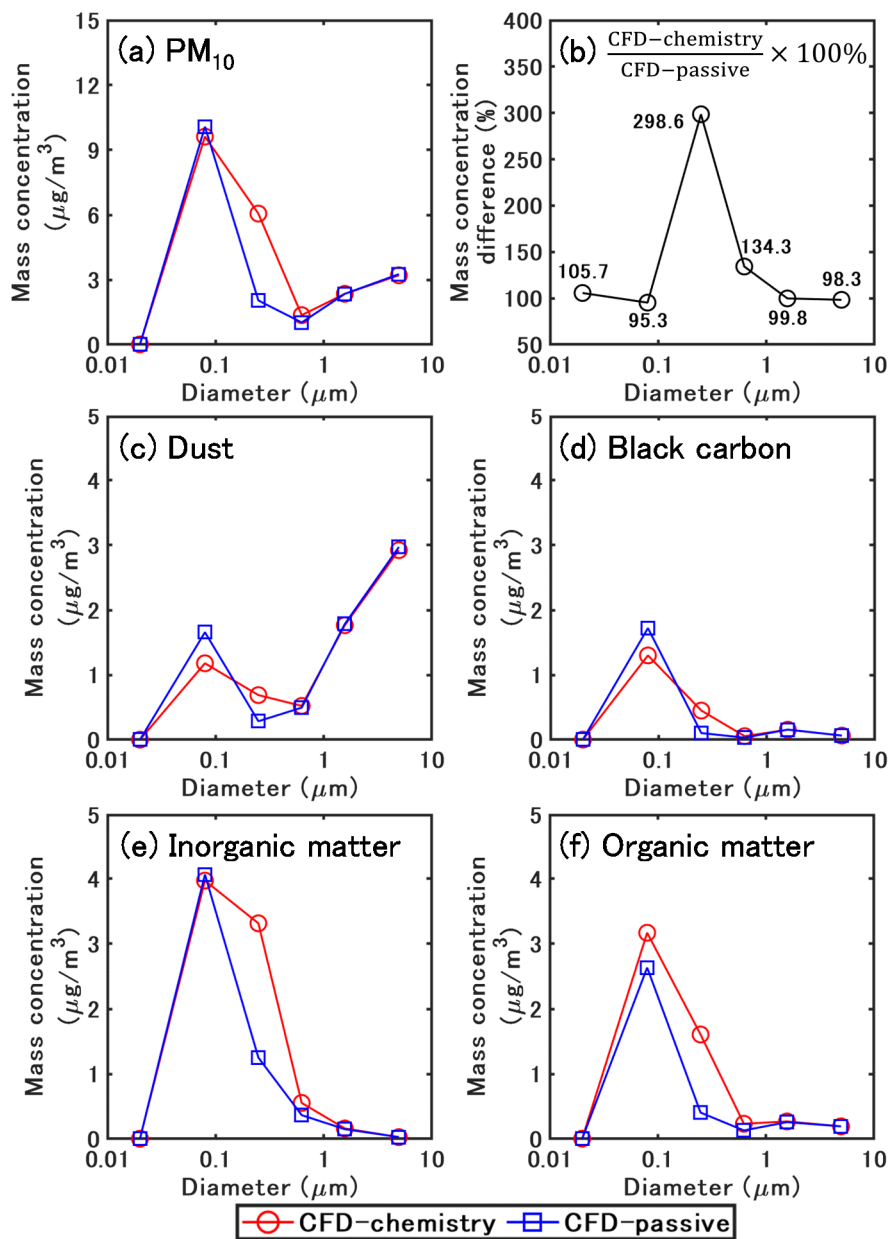 (a) PM₁₀
15
12
9
6
3
0
Mass concentration
(μg/m³)
0.01
0.1
1
10
Diameter (μm)
(b) CFD−chemistry
CFD−passive
× 100%
400
350
300
250
200
150
100
50
Mass concentration
difference (%)
105.7
95.3
298.6
134.3
99.8
98.3
0.01
0.1
1
10
Diameter (μm)
(c) Dust
5
4
3
2
1
0
Mass concentration
(μg/m³)
0.01
0.1
1
10
Diameter (μm)
(d) Black carbon
5
4
3
2
1
0
Mass concentration
(μg/m³)
0.01
0.1
1
10
Diameter (μm)
(e) Inorganic matter
5
4
3
2
1
0
Mass concentration
(μg/m³)
0.01
0.1
1
10
Diameter (μm)
(f) Organic matter
5
4
3
2
1
0
Mass concentration
(μg/m³)
0.01
0.1
1
10
Diameter (μm)
CFD-chemistry
CFD-passive